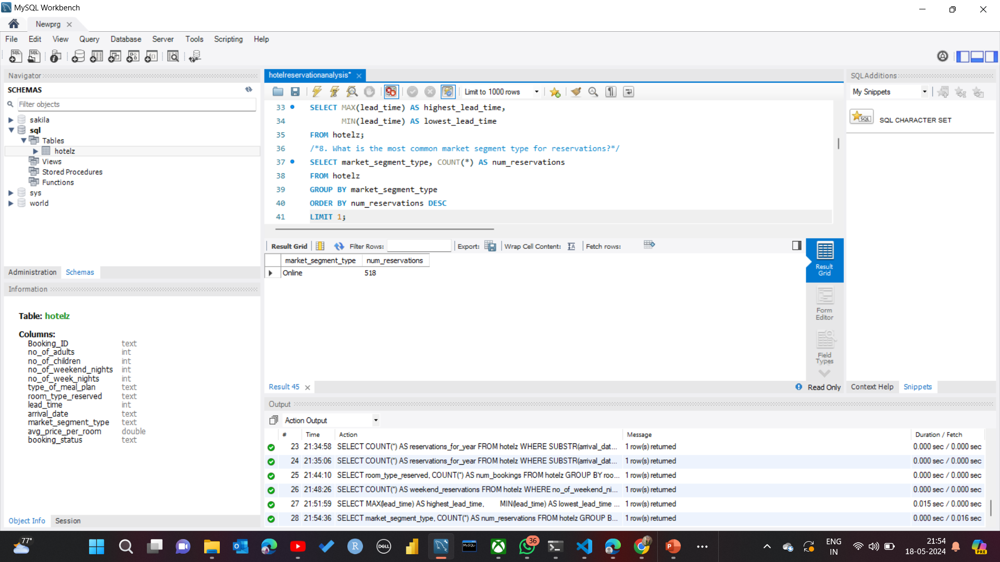 MySQL Workbench
Newprg
File Edit View Query Database Server Tools Scripting Help
Navigator
SCHEMAS
Filter objects
sakila
sql
Tables
hotelz
Views
Stored Procedures
Functions
sys
world
Administration Schemas
Information
Table: hotelz
Columns:
Booking_ID text
no_of_adults int
no_of_children int
no_of_weekend_nights int
no_of_week_nights int
type_of_meal_plan text
room_type_reserved text
lead_time int
arrival_date text
market_segment_type text
avg_price_per_room double
booking_status text
Object Info Session
hotelreservationanalysis*
Limit to 1000 rows
33 SELECT MAX(lead_time) AS highest_lead_time,
34 MIN(lead_time) AS lowest_lead_time
35 FROM hotelz;
36 /*8. What is the most common market segment type for reservations?*/
37 SELECT market_segment_type, COUNT(*) AS num_reservations
38 FROM hotelz
39 GROUP BY market_segment_type
40 ORDER BY num_reservations DESC
41 LIMIT 1;
Result Grid Filter Rows: Export: Wrap Cell Content: Fetch rows:
market_segment_type num_reservations
Online 518
Result Grid
Form Editor
Field Types
Result 45
Read Only
SQLAdditions
My Snippets
SQL SQL CHARACTER SET
Context Help Snippets
Output
Action Output
# Time Action Message Duration / Fetch
23 21:34:58 SELECT COUNT(*) AS reservations_for_year FROM hotelz WHERE SUBSTR(arrival_dat... 1 row(s) returned 0.000 sec / 0.000 sec
24 21:35:06 SELECT COUNT(*) AS reservations_for_year FROM hotelz WHERE SUBSTR(arrival_dat... 1 row(s) returned 0.000 sec / 0.000 sec
25 21:44:10 SELECT room_type_reserved, COUNT(*) AS num_bookings FROM hotelz GROUP BY roo... 1 row(s) returned 0.000 sec / 0.000 sec
26 21:48:26 SELECT COUNT(*) AS weekend_reservations FROM hotelz WHERE no_of_weekend_ni... 1 row(s) returned 0.000 sec / 0.000 sec
27 21:51:59 SELECT MAX(lead_time) AS highest_lead_time, MIN(lead_time) AS lowest_lead_time ... 1 row(s) returned 0.015 sec / 0.000 sec
28 21:54:36 SELECT market_segment_type, COUNT(*) AS num_reservations FROM hotelz GROUP B... 1 row(s) returned 0.000 sec / 0.016 sec
77°
36
ENG
IN
21:54
18-05-2024
PRE